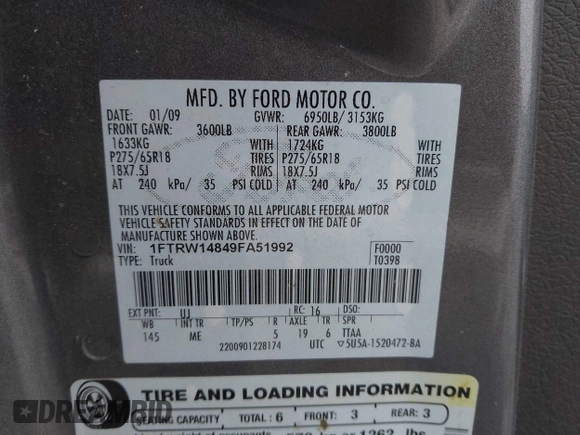 MFD. BY FORD MOTOR CO.
DATE: 01/09 GVWR: 6950LB/ 3153KG
FRONT GAWR: 3600LB REAR GAWR: 3800LB
1633KG WITH 1724KG WITH
P275/65R18 TIRES P275/65R18 TIRES
18X7.5J RIMS 18X7.5J RIMS
AT 240 kPa/ 35 PSI COLD AT 240 kPa/ 35 PSI COLD
THIS VEHICLE CONFORMS TO ALL APPLICABLE FEDERAL MOTOR
VEHICLE SAFETY STANDARDS IN EFFECT ON THE DATE OF
MANUFACTURE SHOWN ABOVE.
VIN: 1FTRW14849FA51992 F0000
TYPE: Truck T0398
EXT PNT: UJ RC: 16 DSO:
WB INT TR TP/PS R AXLE TR SPR
145 ME 5 19 6 TTAA
2200901228174 UTC ▽5U5A-1520472-BA
TIRE AND LOADING INFORMATION
SEATING CAPACITY TOTAL: 6 FRONT: 3 REAR: 3
DREAMBID